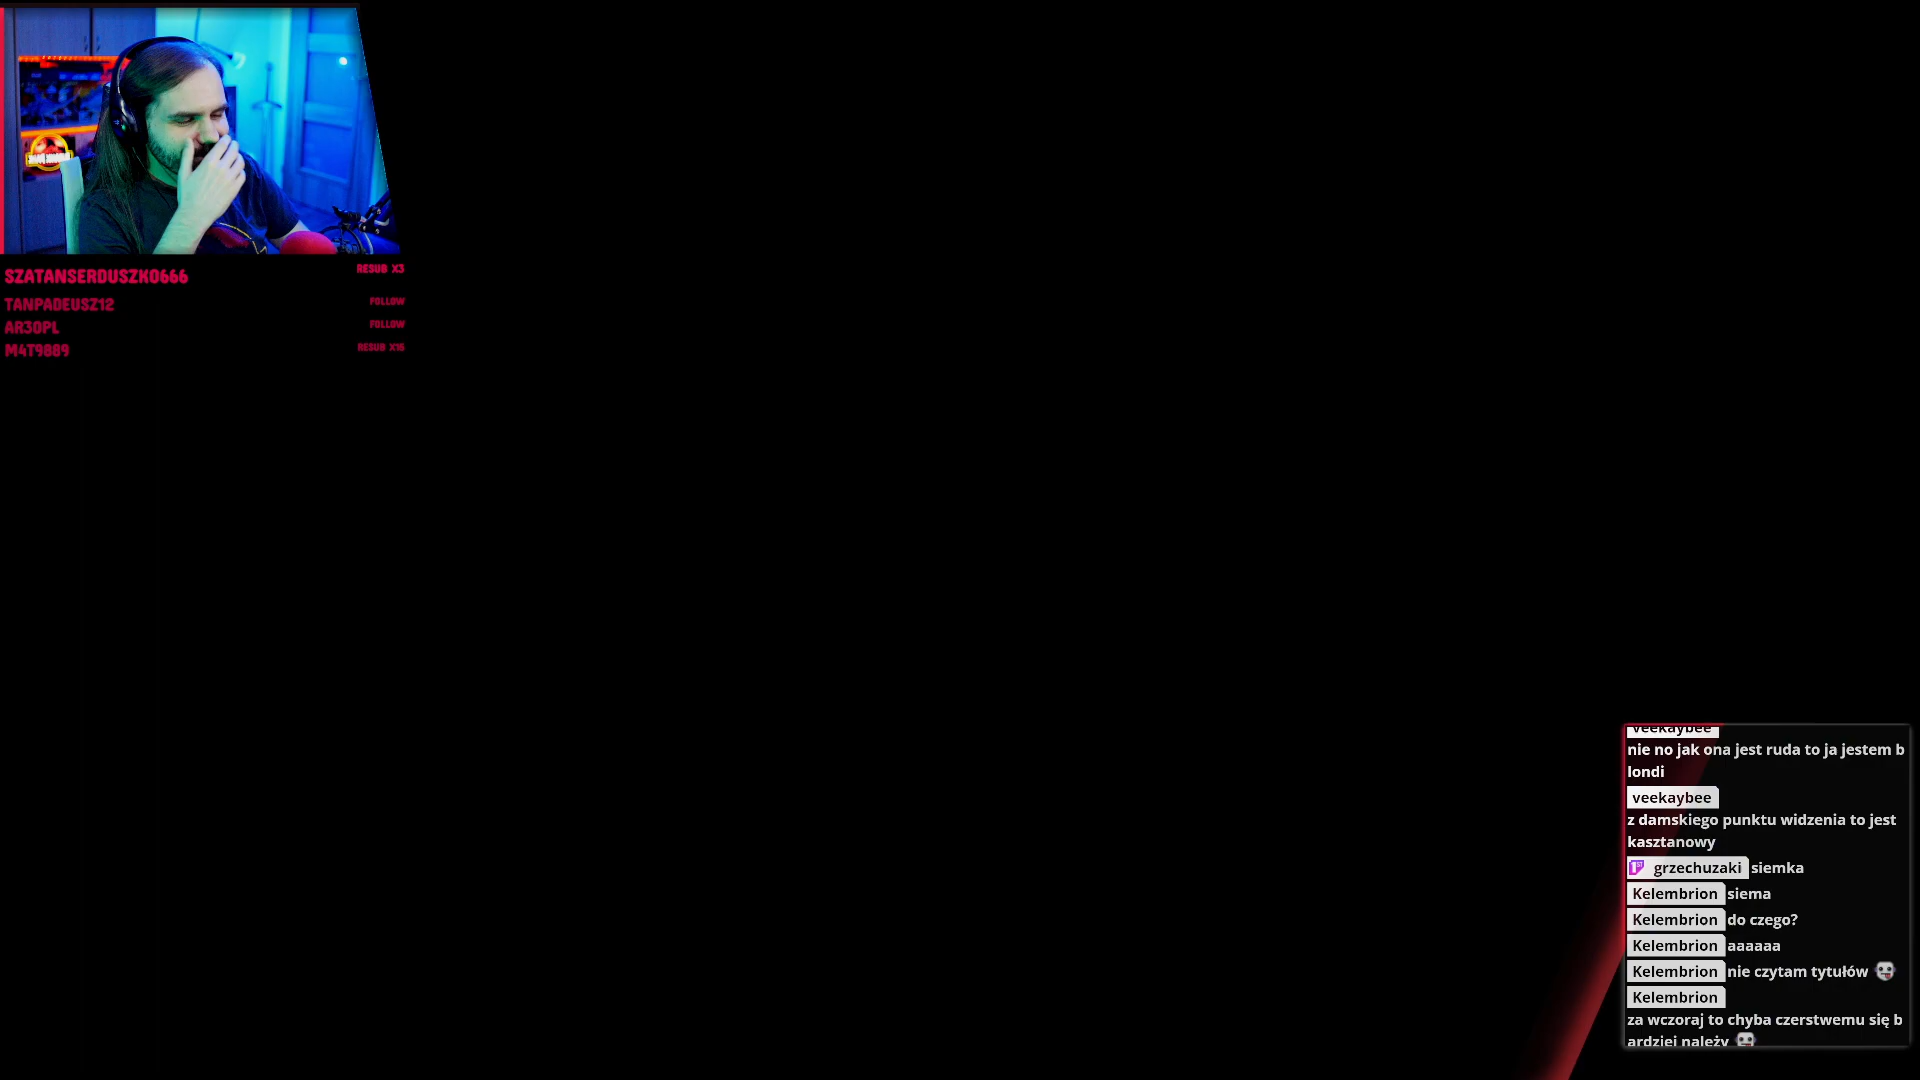 SZATANSERDUSZKO666
RESUB X3
TANPADEUSZ12
FOLLOW
AR30PL
FOLLOW
M4T9889
RESUB X16
veekaybee
nie no jak ona jest ruda to ja jestem b
londi
veekaybee
z damskiego punktu widzenia to jest
kasztanowy
grzechuzaki siemka
Kelembrion siema
Kelembrion do czego?
Kelembrion aaaaaa
Kelembrion nie czytam tytułów
Kelembrion
za wczoraj to chyba czerstwemu się b
ardziej należy